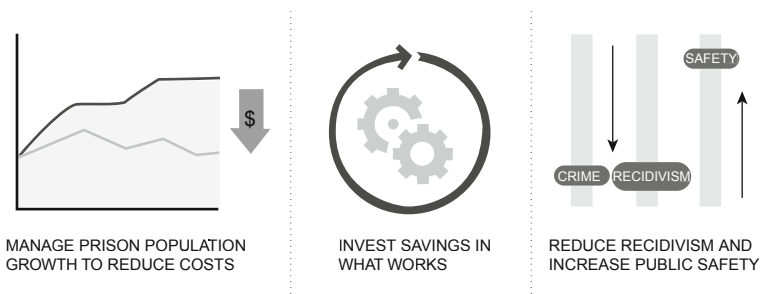 $
MANAGE PRISON POPULATION
GROWTH TO REDUCE COSTS
INVEST SAVINGS IN
WHAT WORKS
SAFETY
CRIME
RECIDIVISM
REDUCE RECIDIVISM AND
INCREASE PUBLIC SAFETY